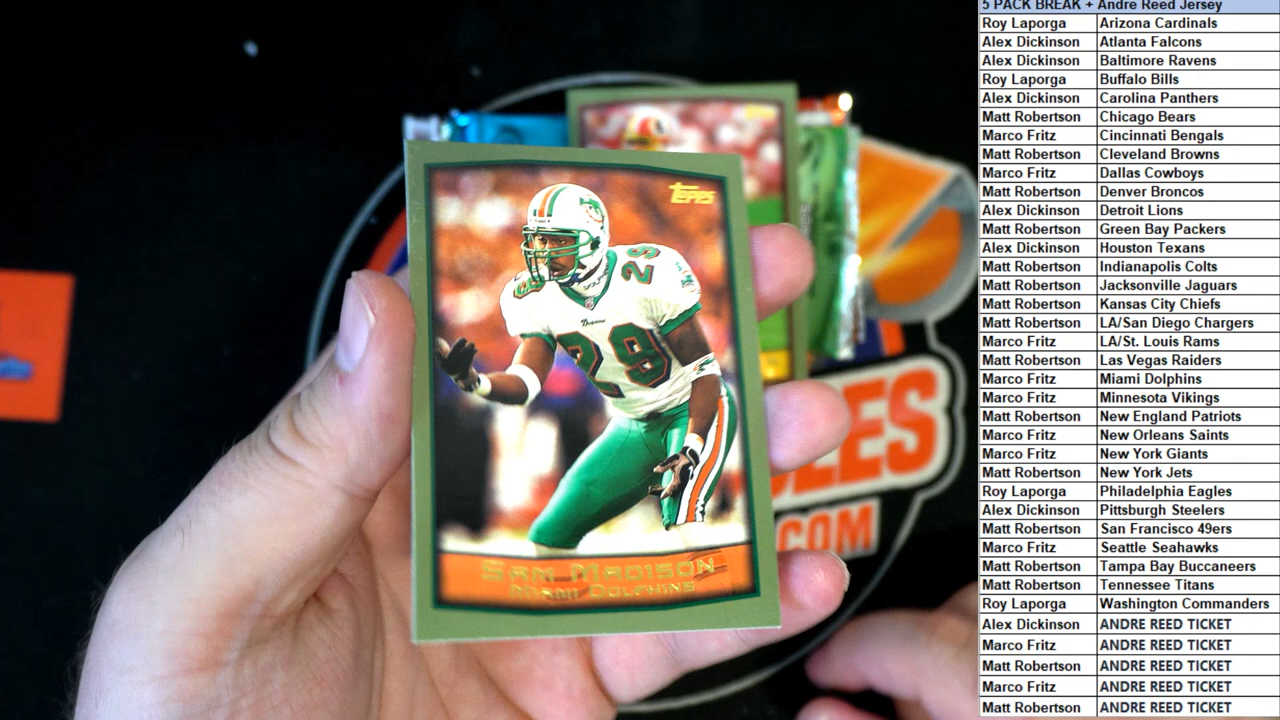 5 PACK BREAK + Andre Reed Jersey
Roy Laporga Arizona Cardinals
Alex Dickinson Atlanta Falcons
Alex Dickinson Baltimore Ravens
Roy Laporga Buffalo Bills
Alex Dickinson Carolina Panthers
Matt Robertson Chicago Bears
Marco Fritz Cincinnati Bengals
Matt Robertson Cleveland Browns
Marco Fritz Dallas Cowboys
Matt Robertson Denver Broncos
Alex Dickinson Detroit Lions
Matt Robertson Green Bay Packers
Alex Dickinson Houston Texans
Matt Robertson Indianapolis Colts
Matt Robertson Jacksonville Jaguars
Matt Robertson Kansas City Chiefs
Matt Robertson LA/San Diego Chargers
Marco Fritz LA/St. Louis Rams
Matt Robertson Las Vegas Raiders
Marco Fritz Miami Dolphins
Marco Fritz Minnesota Vikings
Matt Robertson New England Patriots
Marco Fritz New Orleans Saints
Marco Fritz New York Giants
Matt Robertson New York Jets
Roy Laporga Philadelphia Eagles
Alex Dickinson Pittsburgh Steelers
Matt Robertson San Francisco 49ers
Marco Fritz Seattle Seahawks
Matt Robertson Tampa Bay Buccaneers
Matt Robertson Tennessee Titans
Roy Laporga Washington Commanders
Alex Dickinson ANDRE REED TICKET
Marco Fritz ANDRE REED TICKET
Matt Robertson ANDRE REED TICKET
Marco Fritz ANDRE REED TICKET
Matt Robertson ANDRE REED TICKET
Topps
29
29
SAM MADISON
MIAMI DOLPHINS
.COM